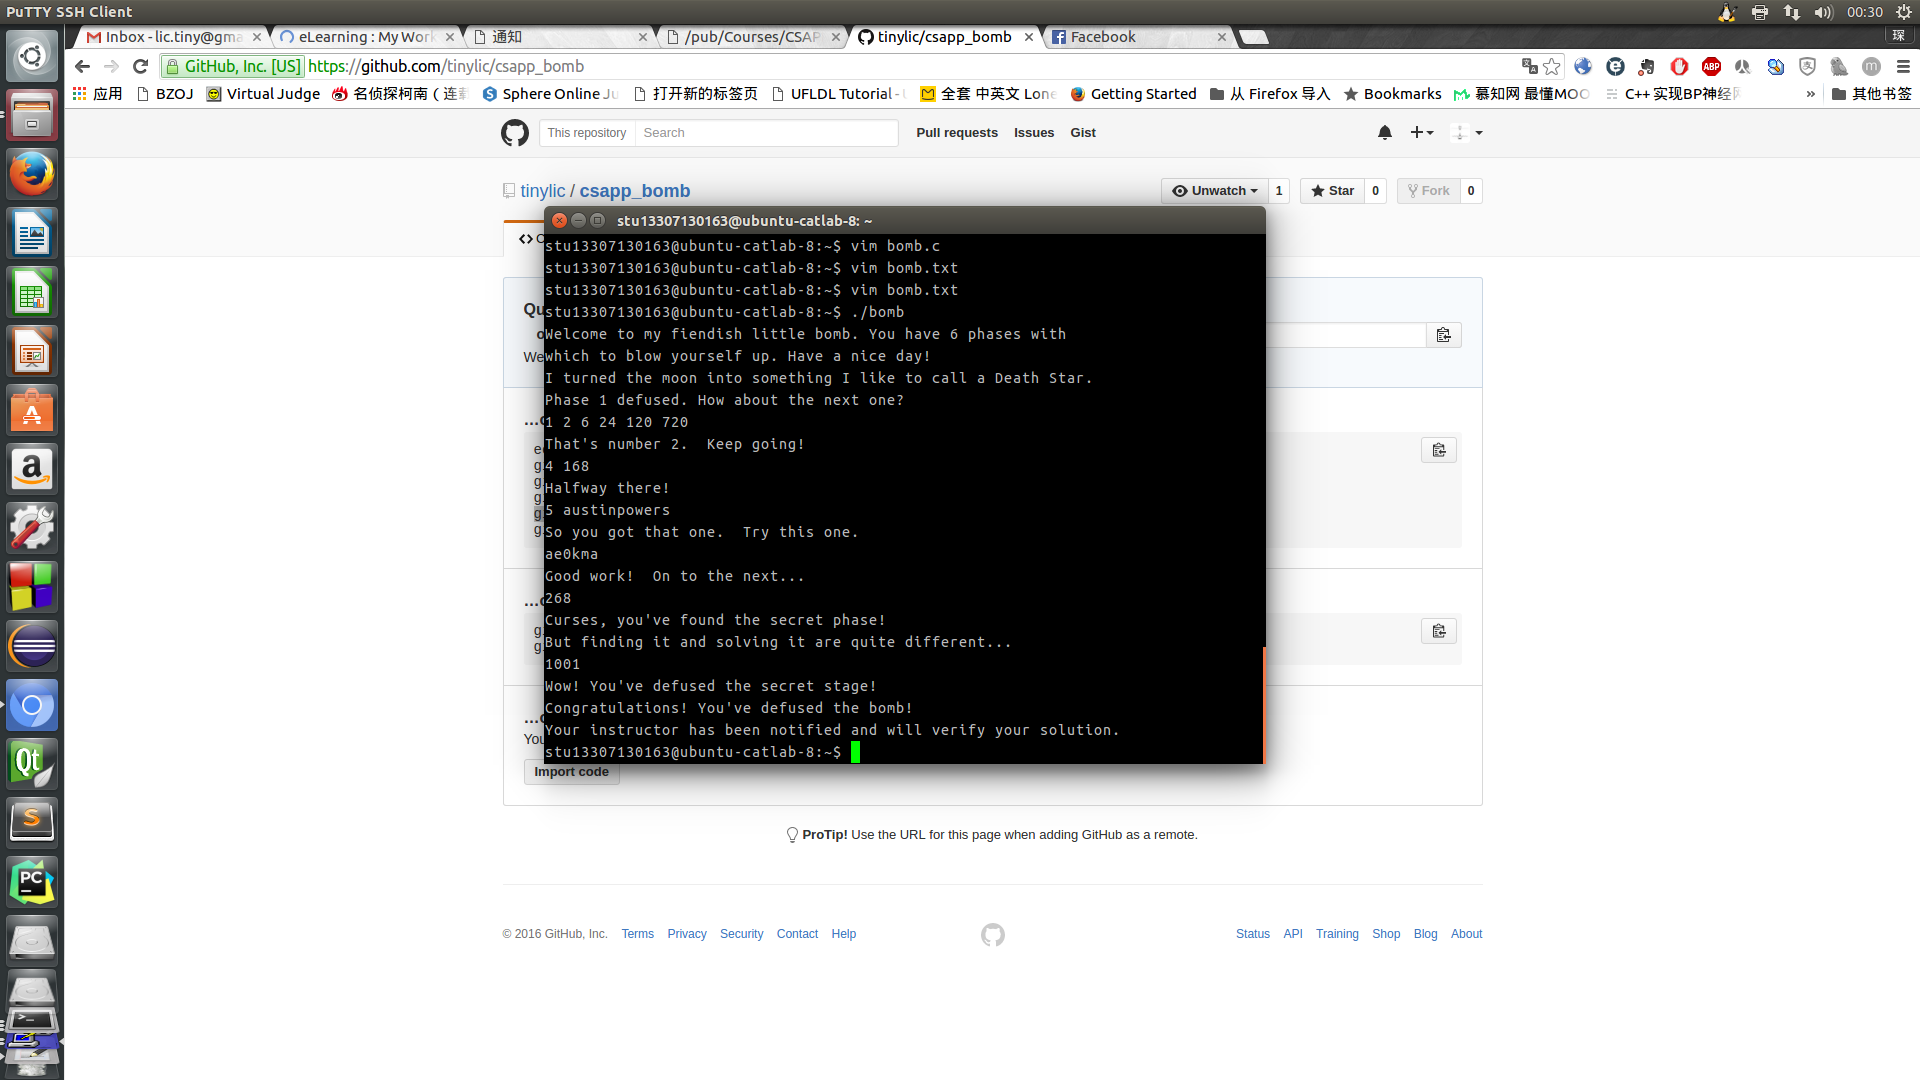 PuTTY SSH Client
00:30
Inbox - lic.tiny@gma
eLearning : My Work
通知
/pub/Courses/CSAP
tinylic/csapp_bomb
Facebook
琛
GitHub, Inc. [US]
https://github.com/tinylic/csapp_bomb
应用
BZOJ
Virtual Judge
名侦探柯南（连载
Sphere Online Ju
打开新的标签页
UFLDL Tutorial -
全套 中英文 Lone
Getting Started
从 Firefox 导入
Bookmarks
慕知网 最懂MOO
C++ 实现BP神经网
»
其他书签
This repository
Search
Pull requests
Issues
Gist
tinylic / csapp_bomb
Unwatch
1
Star
0
Fork
0
stu13307130163@ubuntu-catlab-8: ~
stu13307130163@ubuntu-catlab-8:~$ vim bomb.c
stu13307130163@ubuntu-catlab-8:~$ vim bomb.txt
stu13307130163@ubuntu-catlab-8:~$ vim bomb.txt
stu13307130163@ubuntu-catlab-8:~$ ./bomb
Welcome to my fiendish little bomb. You have 6 phases with
which to blow yourself up. Have a nice day!
I turned the moon into something I like to call a Death Star.
Phase 1 defused. How about the next one?
1 2 6 24 120 720
That's number 2.  Keep going!
4 168
Halfway there!
5 austinpowers
So you got that one.  Try this one.
ae0kma
Good work!  On to the next...
268
Curses, you've found the secret phase!
But finding it and solving it are quite different...
1001
Wow! You've defused the secret stage!
Congratulations! You've defused the bomb!
Your instructor has been notified and will verify your solution.
stu13307130163@ubuntu-catlab-8:~$
Qu
We
You
Import code
ProTip! Use the URL for this page when adding GitHub as a remote.
© 2016 GitHub, Inc.
Terms
Privacy
Security
Contact
Help
Status
API
Training
Shop
Blog
About